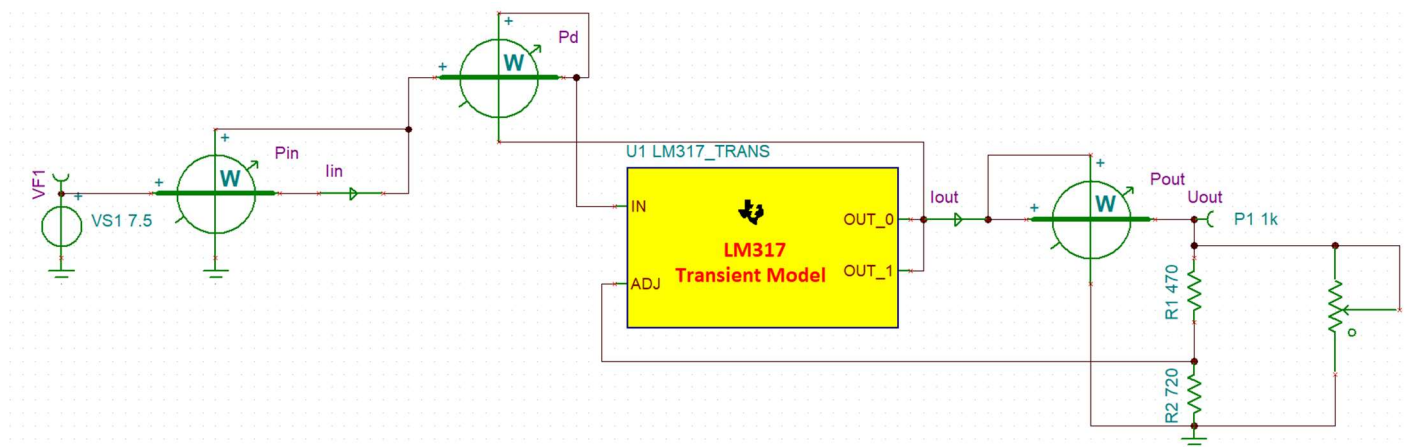 +
W
Pd
+
+
W
Pin
+
Iin
VF1
+
VS1 7.5
U1 LM317_TRANS
IN
ADJ
LM317
Transient Model
OUT_0
OUT_1
Iout
+
W
+
Pout
Uout
P1 1k
R1 470
R2 720